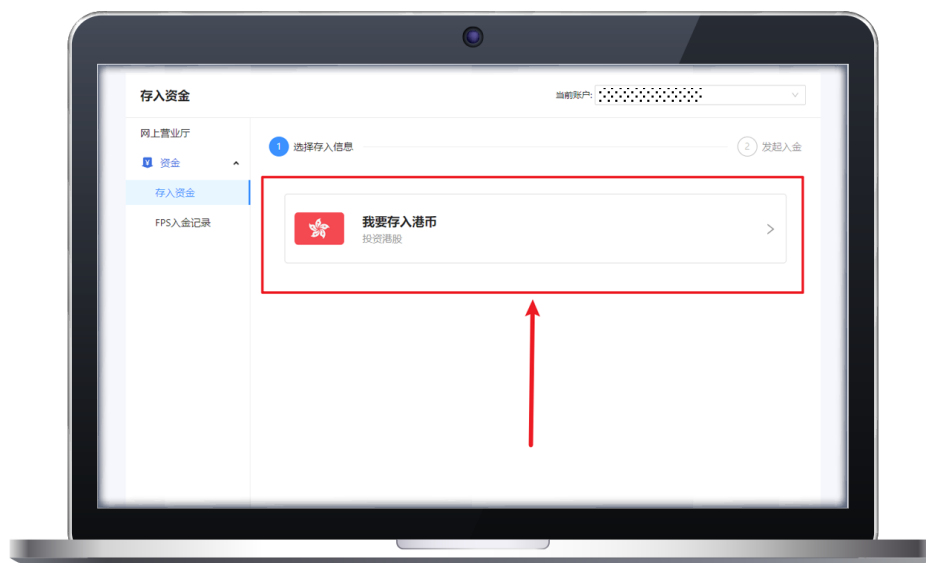 存入资金
当前账户:
网上营业厅
资金
存入资金
FPS入金记录
1 选择存入信息
2 发起入金
我要存入港币
投资港股